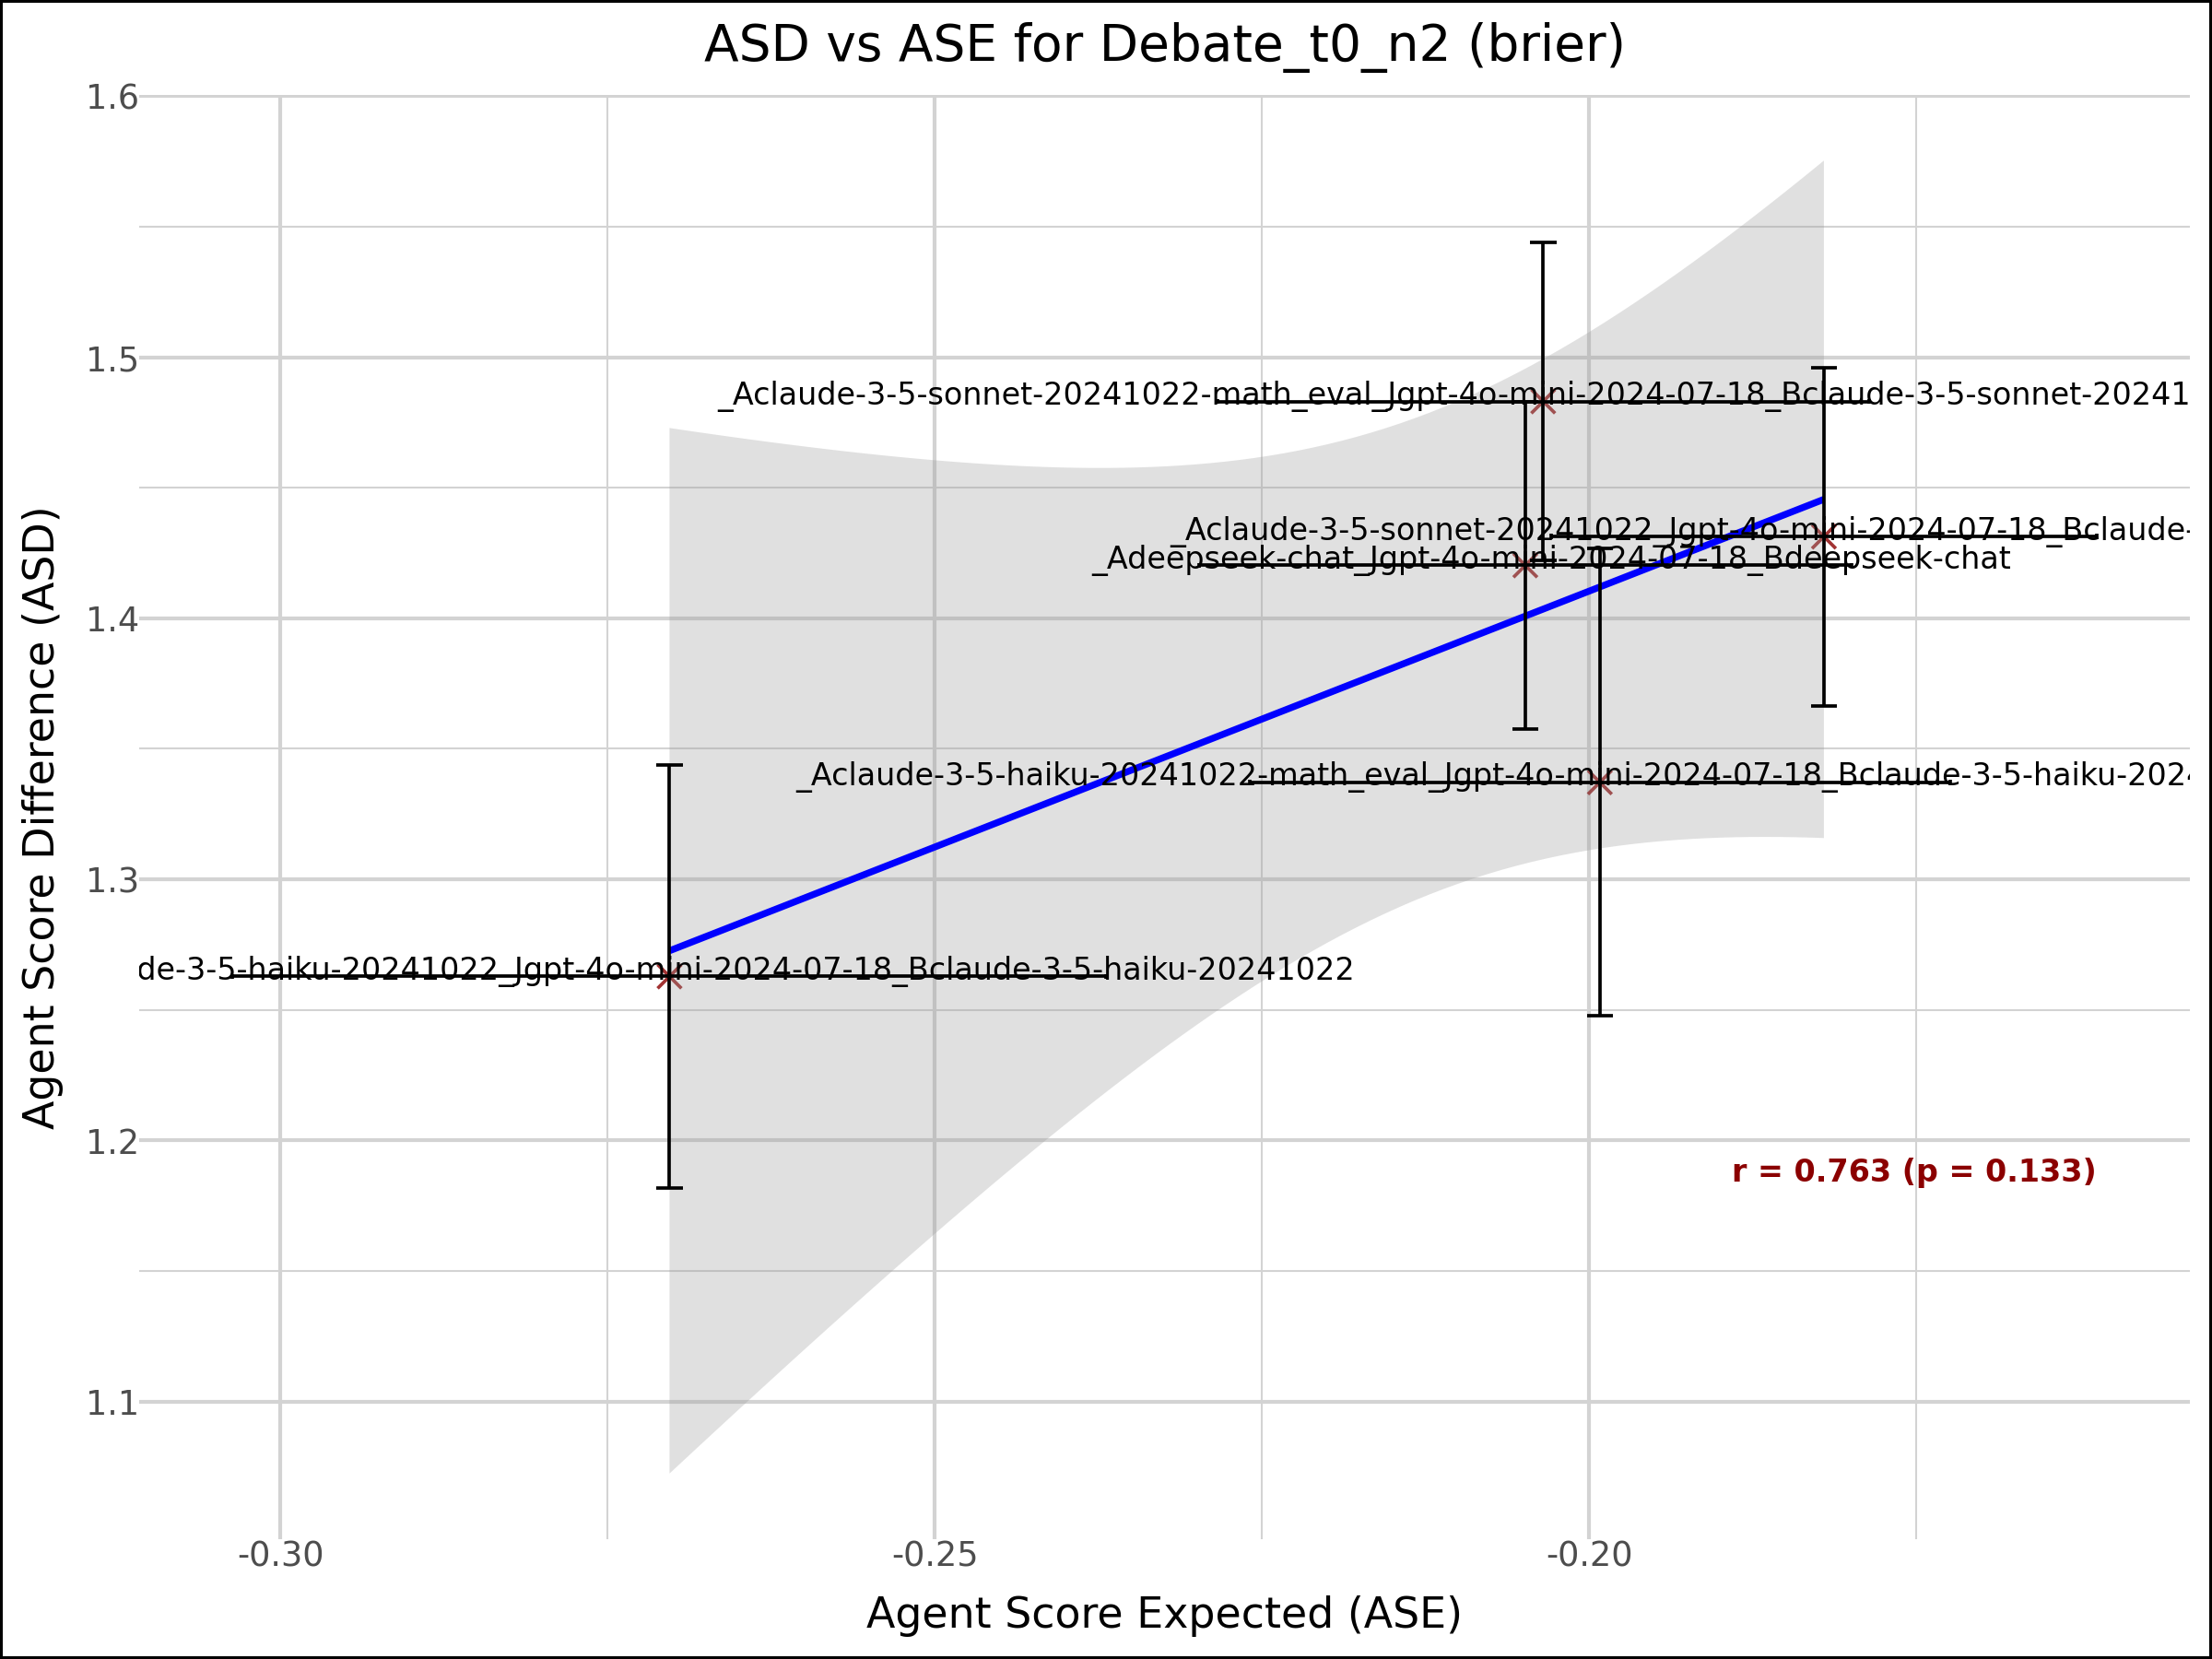 ASD vs ASE for Debate_t0_n2 (brier)
1.6
1.5
1.4
1.3
1.2
1.1
Agent Score Difference (ASD)
_Aclaude-3-5-sonnet-20241022-math_eval_Jgpt-4o-mini-2024-07-18_Bclaude-3-5-sonnet-20241
_Aclaude-3-5-sonnet-20241022_Jgpt-4o-mini-2024-07-18_Bclaude-
_Adeepseek-chat_Jgpt-4o-mini-2024-07-18_Bdeepseek-chat
_Aclaude-3-5-haiku-20241022-math_eval_Jgpt-4o-mini-2024-07-18_Bclaude-3-5-haiku-202
de-3-5-haiku-20241022_Jgpt-4o-mini-2024-07-18_Bclaude-3-5-haiku-20241022
r = 0.763 (p = 0.133)
-0.30
-0.25
-0.20
Agent Score Expected (ASE)